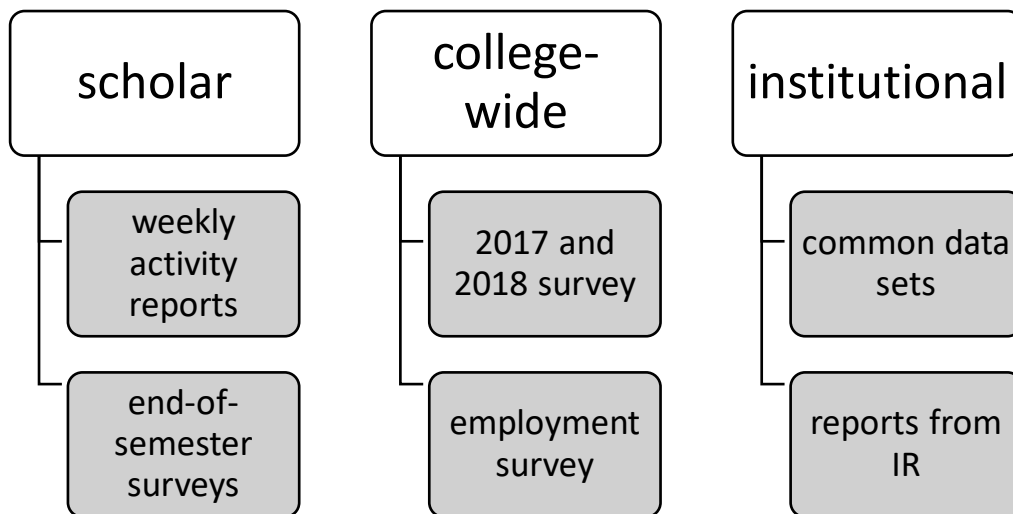 scholar
weekly
activity
reports
end-of-
semester
surveys
college-
wide
2017 and
2018 survey
employment
survey
institutional
common data
sets
reports from
IR